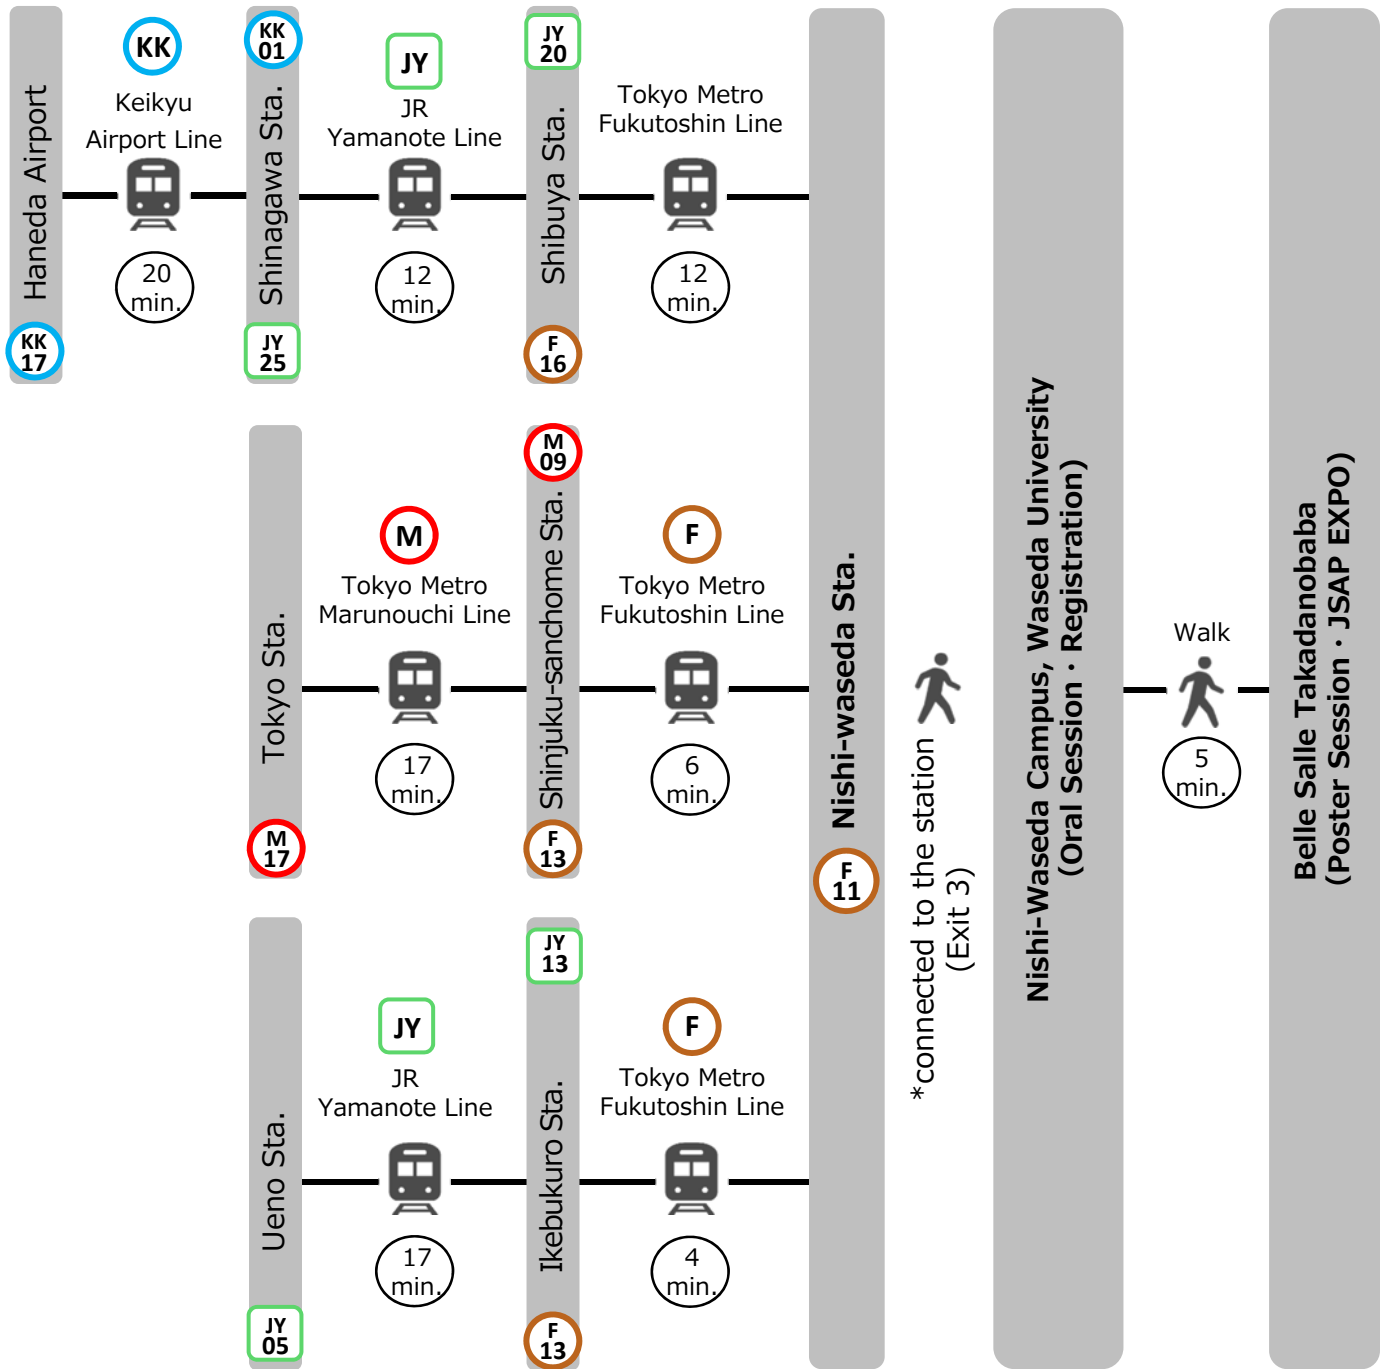 KK
01
JY
20
KK
JY
Keikyu
Airport Line
JR
Yamanote Line
Tokyo Metro
Fukutoshin Line
Haneda Airport
Shinagawa Sta.
Shibuya Sta.
20
min.
12
min.
12
min.
KK
17
JY
25
F
16
M
09
M
F
Tokyo Metro
Marunouchi Line
Tokyo Metro
Fukutoshin Line
Tokyo Sta.
Shinjuku-sanchome Sta.
17
min.
6
min.
M
17
F
13
JY
13
JY
F
JR
Yamanote Line
Tokyo Metro
Fukutoshin Line
Ueno Sta.
Ikebukuro Sta.
17
min.
4
min.
JY
05
F
13
Nishi-waseda Sta.
F
11
*connected to the station
(Exit 3)
Nishi-Waseda Campus, Waseda University
(Oral Session・Registration)
Walk
5
min.
Belle Salle Takadanobaba
(Poster Session・JSAP EXPO)